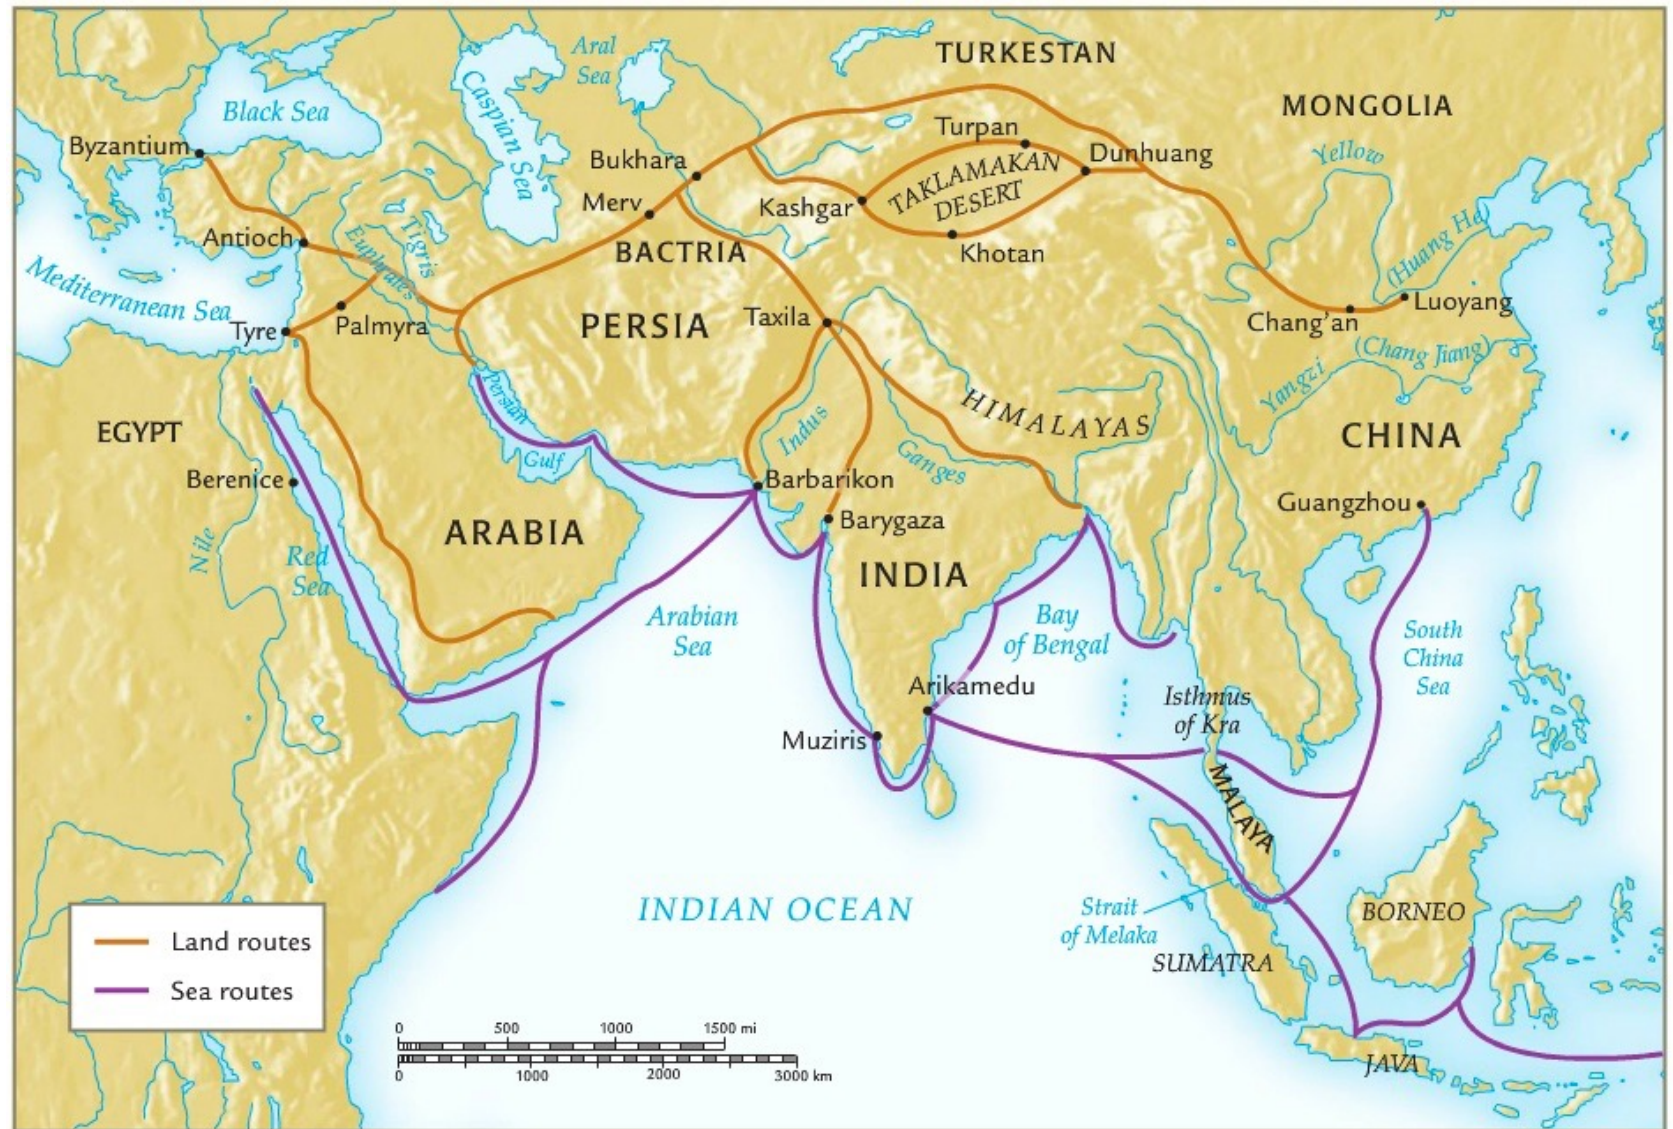 TURKESTAN
Aral
Sea
MONGOLIA
Black Sea
Caspian Sea
Byzantium
Turpan
Dunhuang
Yellow
Bukhara
TAKLAMAKAN
DESERT
Merv
Kashgar
Antioch
Tigris
Euphrates
BACTRIA
Khotan
(Huang He)
Mediterranean Sea
Tyre
Palmyra
PERSIA
Taxila
Chang'an
Luoyang
(Chang Jiang)
Yangzi
Persian
Gulf
Indus
HIMALAYAS
EGYPT
CHINA
Ganges
Berenice
Barbarikon
Guangzhou
Barygaza
ARABIA
Nile
Red
Sea
INDIA
Arabian
Sea
Bay
of Bengal
South
China
Sea
Arikamedu
Isthmus
of Kra
Muziris
MALAYA
INDIAN OCEAN
Strait
of Melaka
BORNEO
SUMATRA
JAVA
Land routes
Sea routes
0 500 1000 1500 mi
0 1000 2000 3000 km